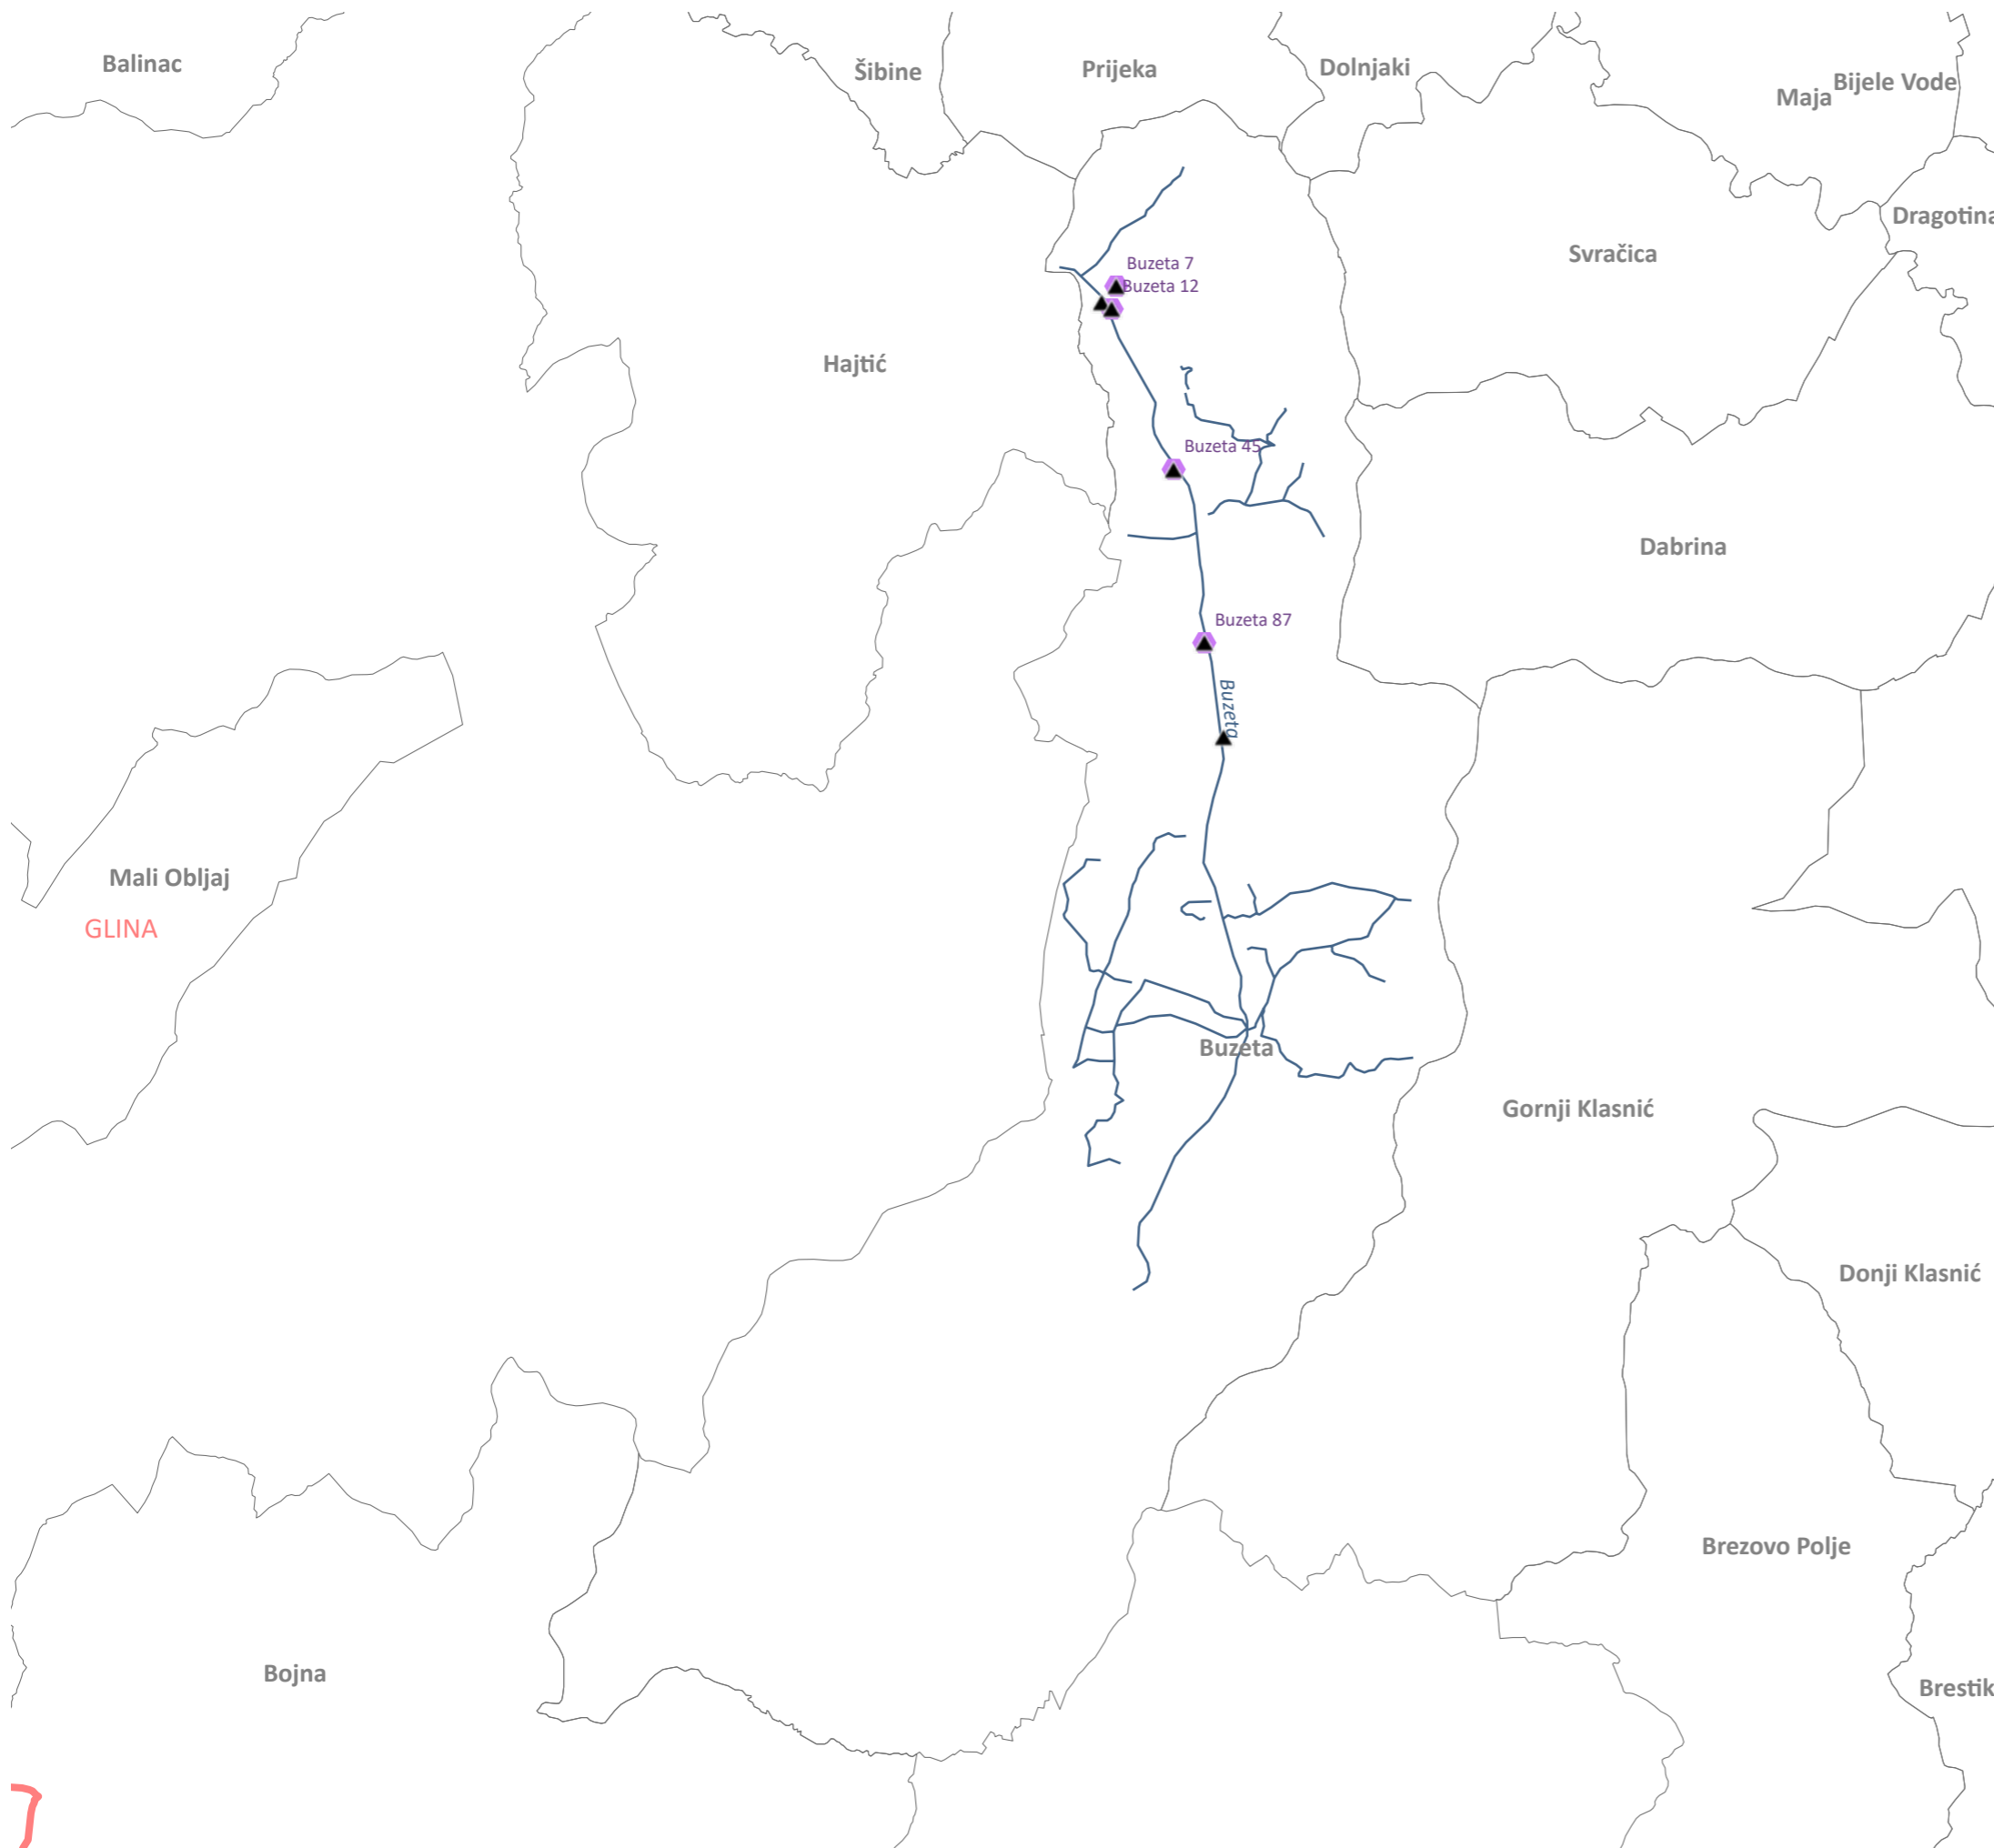 Balinac
Šibine
Prijeka
Dolnjaki
Maja
Bijele Vode
Dragotina
Svračica
Buzeta 7
Buzeta 12
Hajtić
Buzeta 45
Dabrina
Buzeta 87
Buzeta
Mali Obljaj
GLINA
Buzeta
Gornji Klasnić
Donji Klasnić
Brezovo Polje
Bojna
Brestik